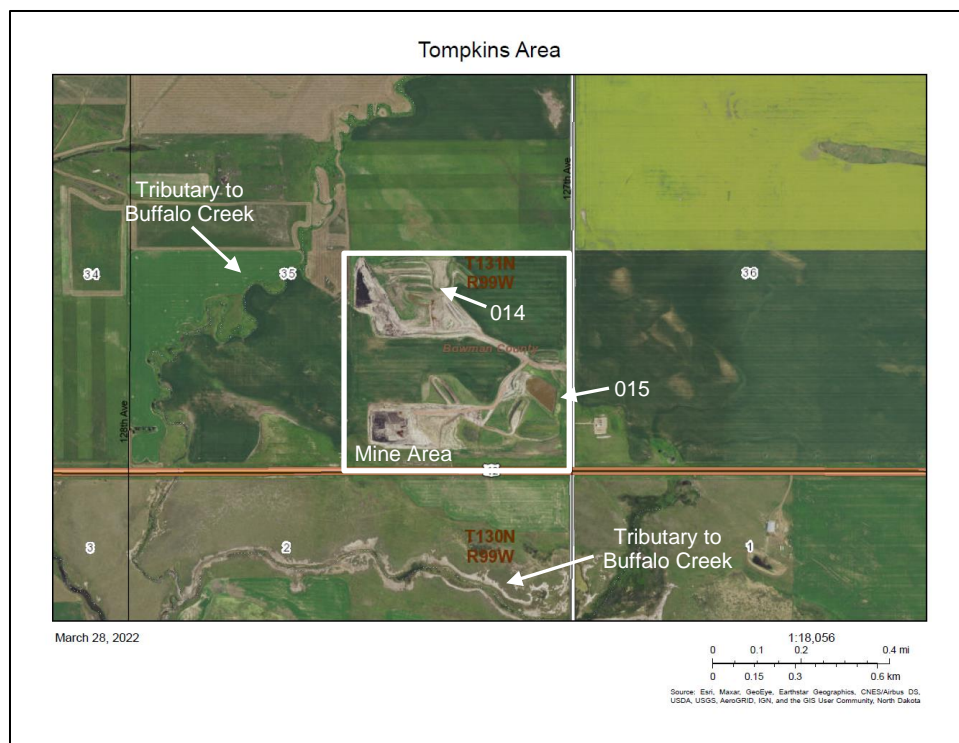 Tompkins Area
127th Ave
Tributary to
Buffalo Creek
34
35
T131N
R99W
36
014
Bowman County
015
128th Ave
Mine Area
T130N
R99W
3
2
1
Tributary to
Buffalo Creek
March 28, 2022
1:18,056
0 0.1 0.2 0.4 mi
0 0.15 0.3 0.6 km
Source: Esri, Maxar, GeoEye, Earthstar Geographics, CNES/Airbus DS,
USDA, USGS, AeroGRID, IGN, and the GIS User Community, North Dakota